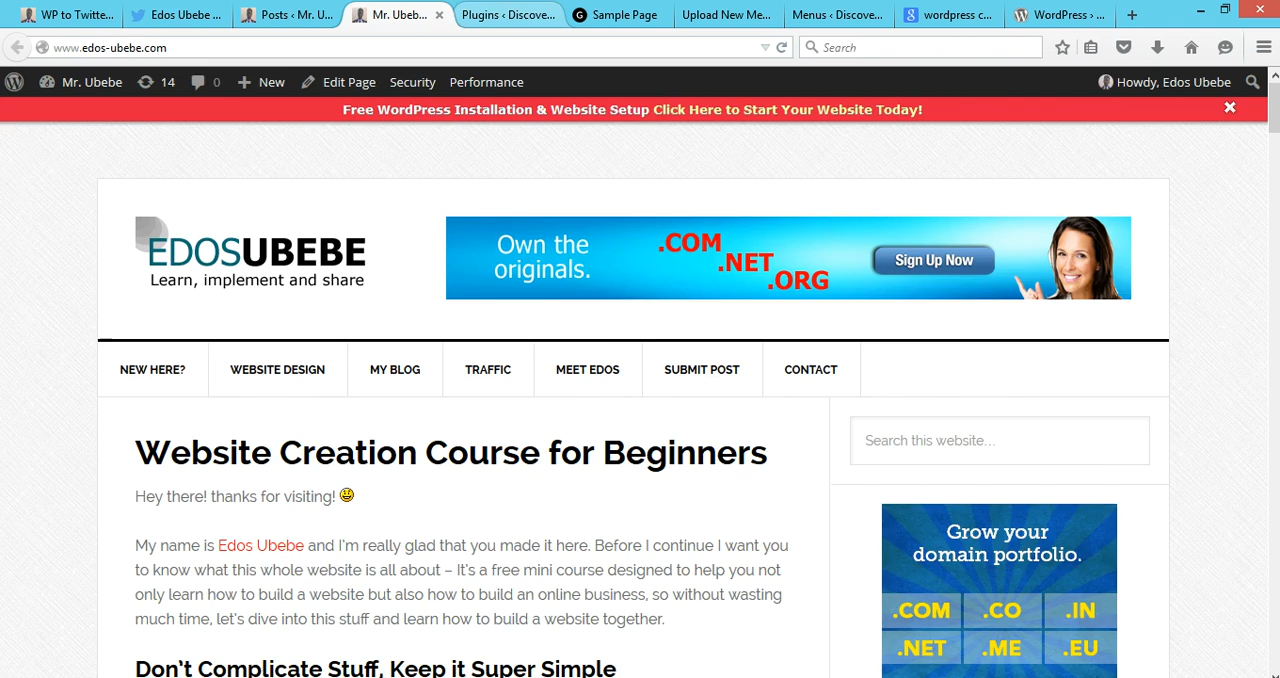 WP to Twitte...
Edos Ubebe ...
Posts ‹ Mr. U...
Mr. Ubeb...
Plugins ‹ Discove...
Sample Page
Upload New Me...
Menus ‹ Discove...
wordpress c...
WordPress › ...
www.edos-ubebe.com
Search
Mr. Ubebe
14
0
New
Edit Page
Security
Performance
Howdy, Edos Ubebe
Free WordPress Installation & Website Setup Click Here to Start Your Website Today!
EDOSUBEBE
Learn, implement and share
Own the
originals.
.COM
.NET
.ORG
Sign Up Now
NEW HERE?
WEBSITE DESIGN
MY BLOG
TRAFFIC
MEET EDOS
SUBMIT POST
CONTACT
Website Creation Course for Beginners
Hey there! thanks for visiting!
My name is Edos Ubebe and I'm really glad that you made it here. Before I continue I want you
to know what this whole website is all about – It's a free mini course designed to help you not
only learn how to build a website but also how to build an online business, so without wasting
much time, let's dive into this stuff and learn how to build a website together.
Don't Complicate Stuff, Keep it Super Simple
Search this website…
Grow your
domain portfolio.
.COM .CO .IN
.NET .ME .EU